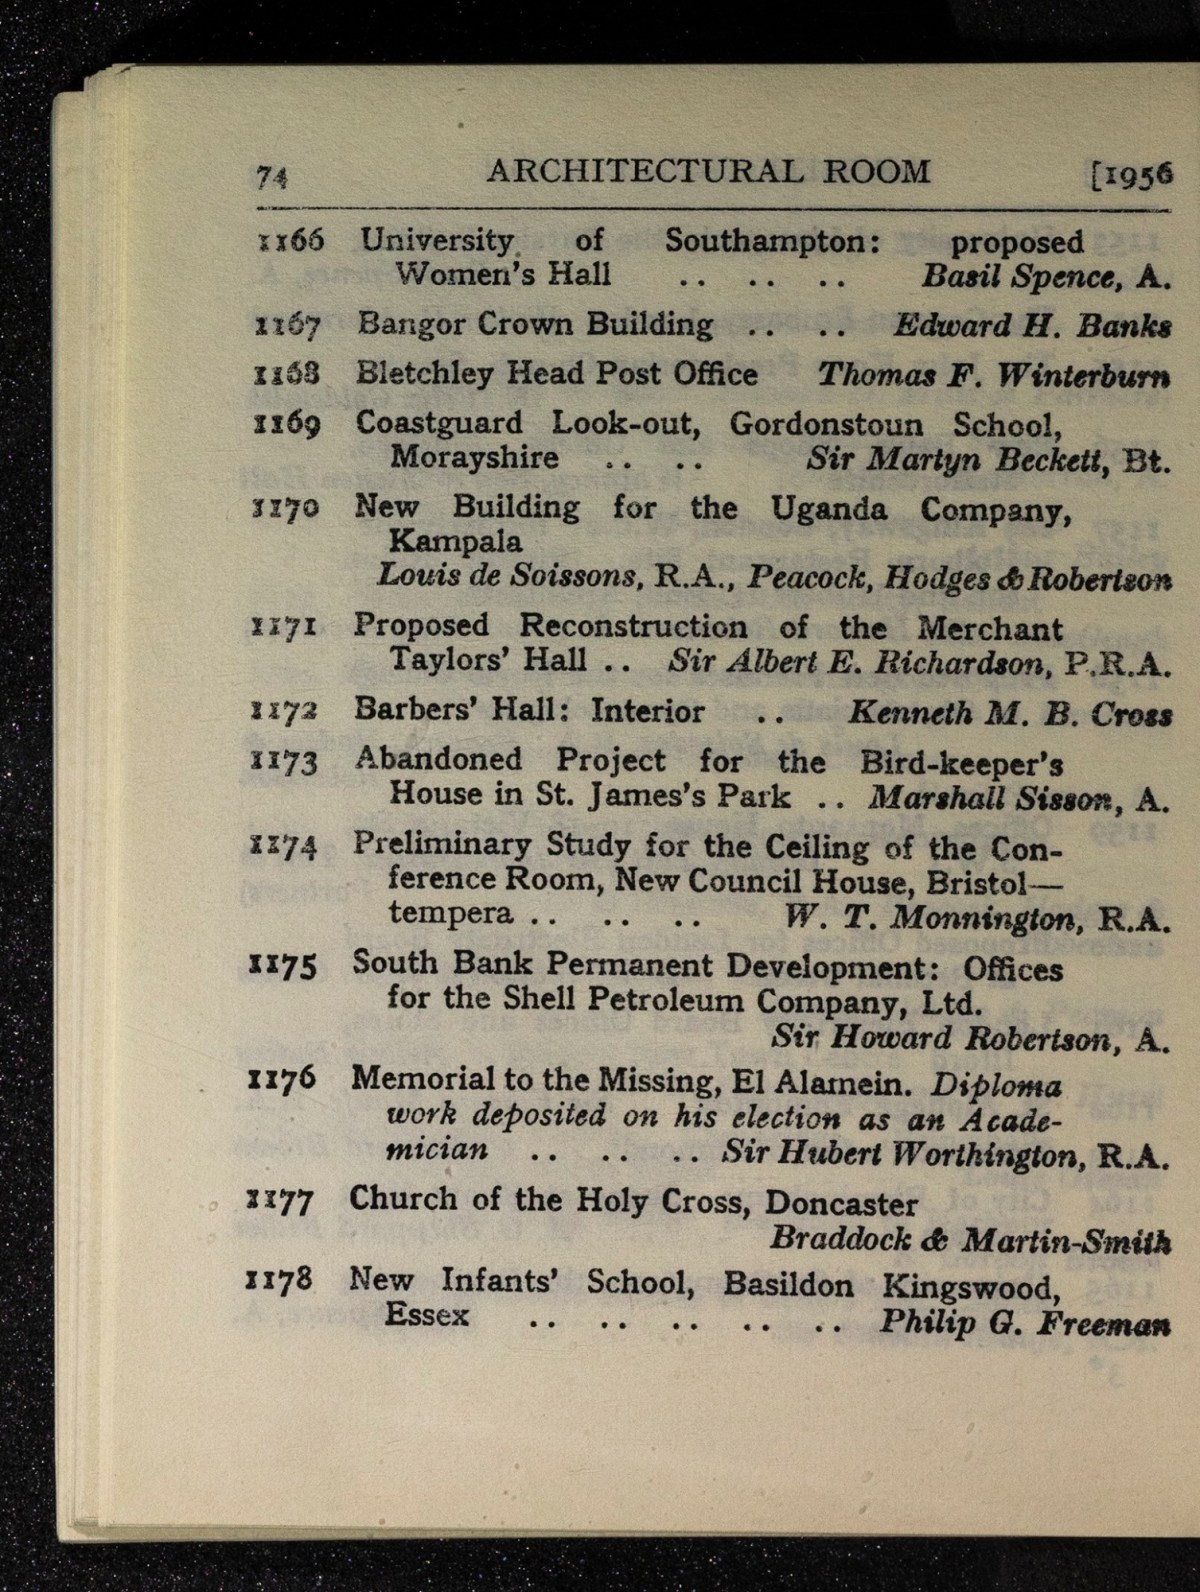 74 ARCHITECTURAL ROOM [1956
1166 University of Southampton: proposed
Women's Hall .. .. .. Basil Spence, A.
1167 Bangor Crown Building .. .. Edward H. Banks
1168 Bletchley Head Post Office Thomas F. Winterburn
1169 Coastguard Look-out, Gordonstoun School,
Morayshire .. .. Sir Martyn Beckett, Bt.
1170 New Building for the Uganda Company,
Kampala
Louis de Soissons, R.A., Peacock, Hodges & Robertson
1171 Proposed Reconstruction of the Merchant
Taylors' Hall .. Sir Albert E. Richardson, P.R.A.
1172 Barbers' Hall: Interior .. Kenneth M. B. Cross
1173 Abandoned Project for the Bird-keeper's
House in St. James's Park .. Marshall Sisson, A.
1174 Preliminary Study for the Ceiling of the Con-
ference Room, New Council House, Bristol—
tempera .. .. .. W. T. Monnington, R.A.
1175 South Bank Permanent Development: Offices
for the Shell Petroleum Company, Ltd.
Sir Howard Robertson, A.
1176 Memorial to the Missing, El Alamein. Diploma
work deposited on his election as an Acade-
mician .. .. .. Sir Hubert Worthington, R.A.
1177 Church of the Holy Cross, Doncaster
Braddock & Martin-Smith
1178 New Infants' School, Basildon Kingswood,
Essex .. .. .. .. .. Philip G. Freeman